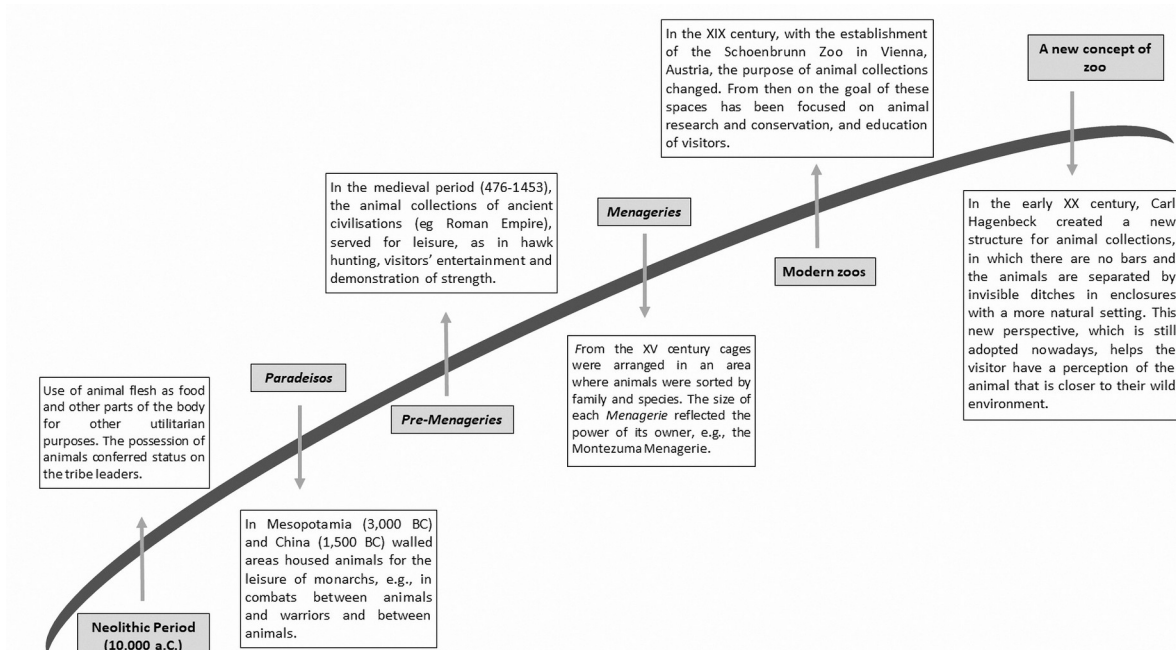 Neolithic Period
(10,000 a.C.)
Use of animal flesh as food
and other parts of the body
for other utilitarian
purposes. The possession of
animals conferred status on
the tribe leaders.
Paradeisos
In Mesopotamia (3,000 BC)
and China (1,500 BC) walled
areas housed animals for the
leisure of monarchs, e.g., in
combats between animals
and warriors and between
animals.
Pre-Menageries
In the medieval period (476-1453),
the animal collections of ancient
civilisations (eg Roman Empire),
served for leisure, as in hawk
hunting, visitors’ entertainment and
demonstration of strength.
Menageries
From the XV century cages
were arranged in an area
where animals were sorted by
family and species. The size of
each Menagerie reflected the
power of its owner, e.g., the
Montezuma Menagerie.
Modern zoos
In the XIX century, with the establishment
of the Schoenbrunn Zoo in Vienna,
Austria, the purpose of animal collections
changed. From then on the goal of these
spaces has been focused on animal
research and conservation, and education
of visitors.
A new concept of
zoo
In the early XX century, Carl
Hagenbeck created a new
structure for animal collections,
in which there are no bars and
the animals are separated by
invisible ditches in enclosures
with a more natural setting. This
new perspective, which is still
adopted nowadays, helps the
visitor have a perception of the
animal that is closer to their wild
environment.